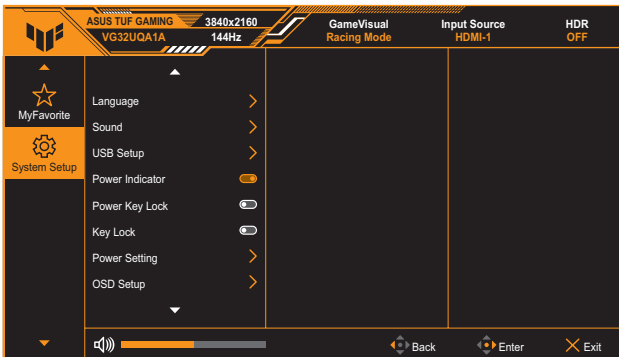 ASUS TUF GAMING 3840x2160 GameVisual Input Source HDR
VG32UQA1A 144Hz Racing Mode HDMI-1 OFF
MyFavorite
System Setup
Language
Sound
USB Setup
Power Indicator
Power Key Lock
Key Lock
Power Setting
OSD Setup
Back Enter Exit